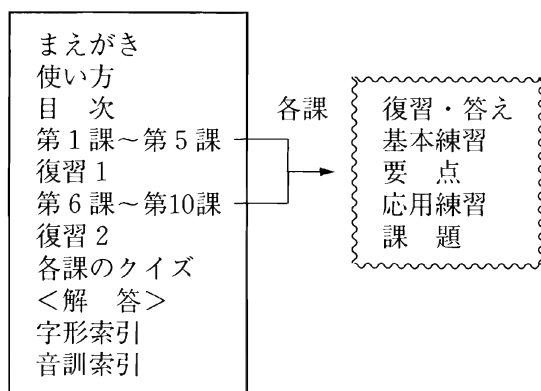 まえがき
使い方
目　次
第1課～第5課
復習1
第6課～第10課
復習2
各課のクイズ
＜解　答＞
字形索引
音訓索引
各課
復習・答え
基本練習
要　点
応用練習
課　題